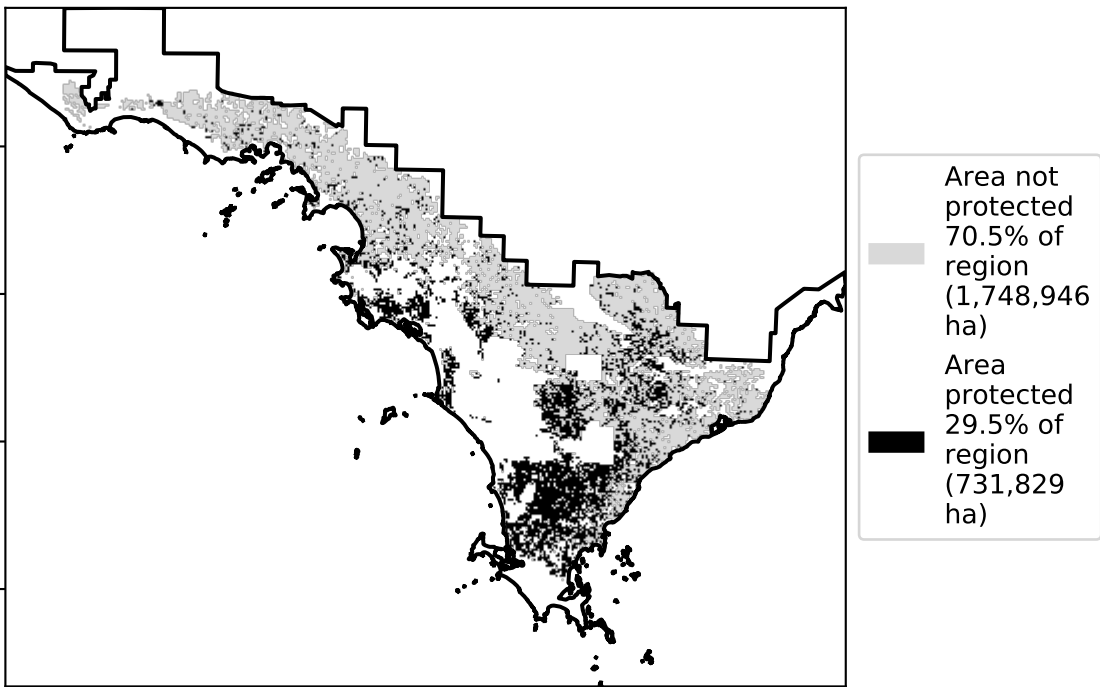 Area not
protected
70.5% of
region
(1,748,946
ha)
Area
protected
29.5% of
region
(731,829
ha)